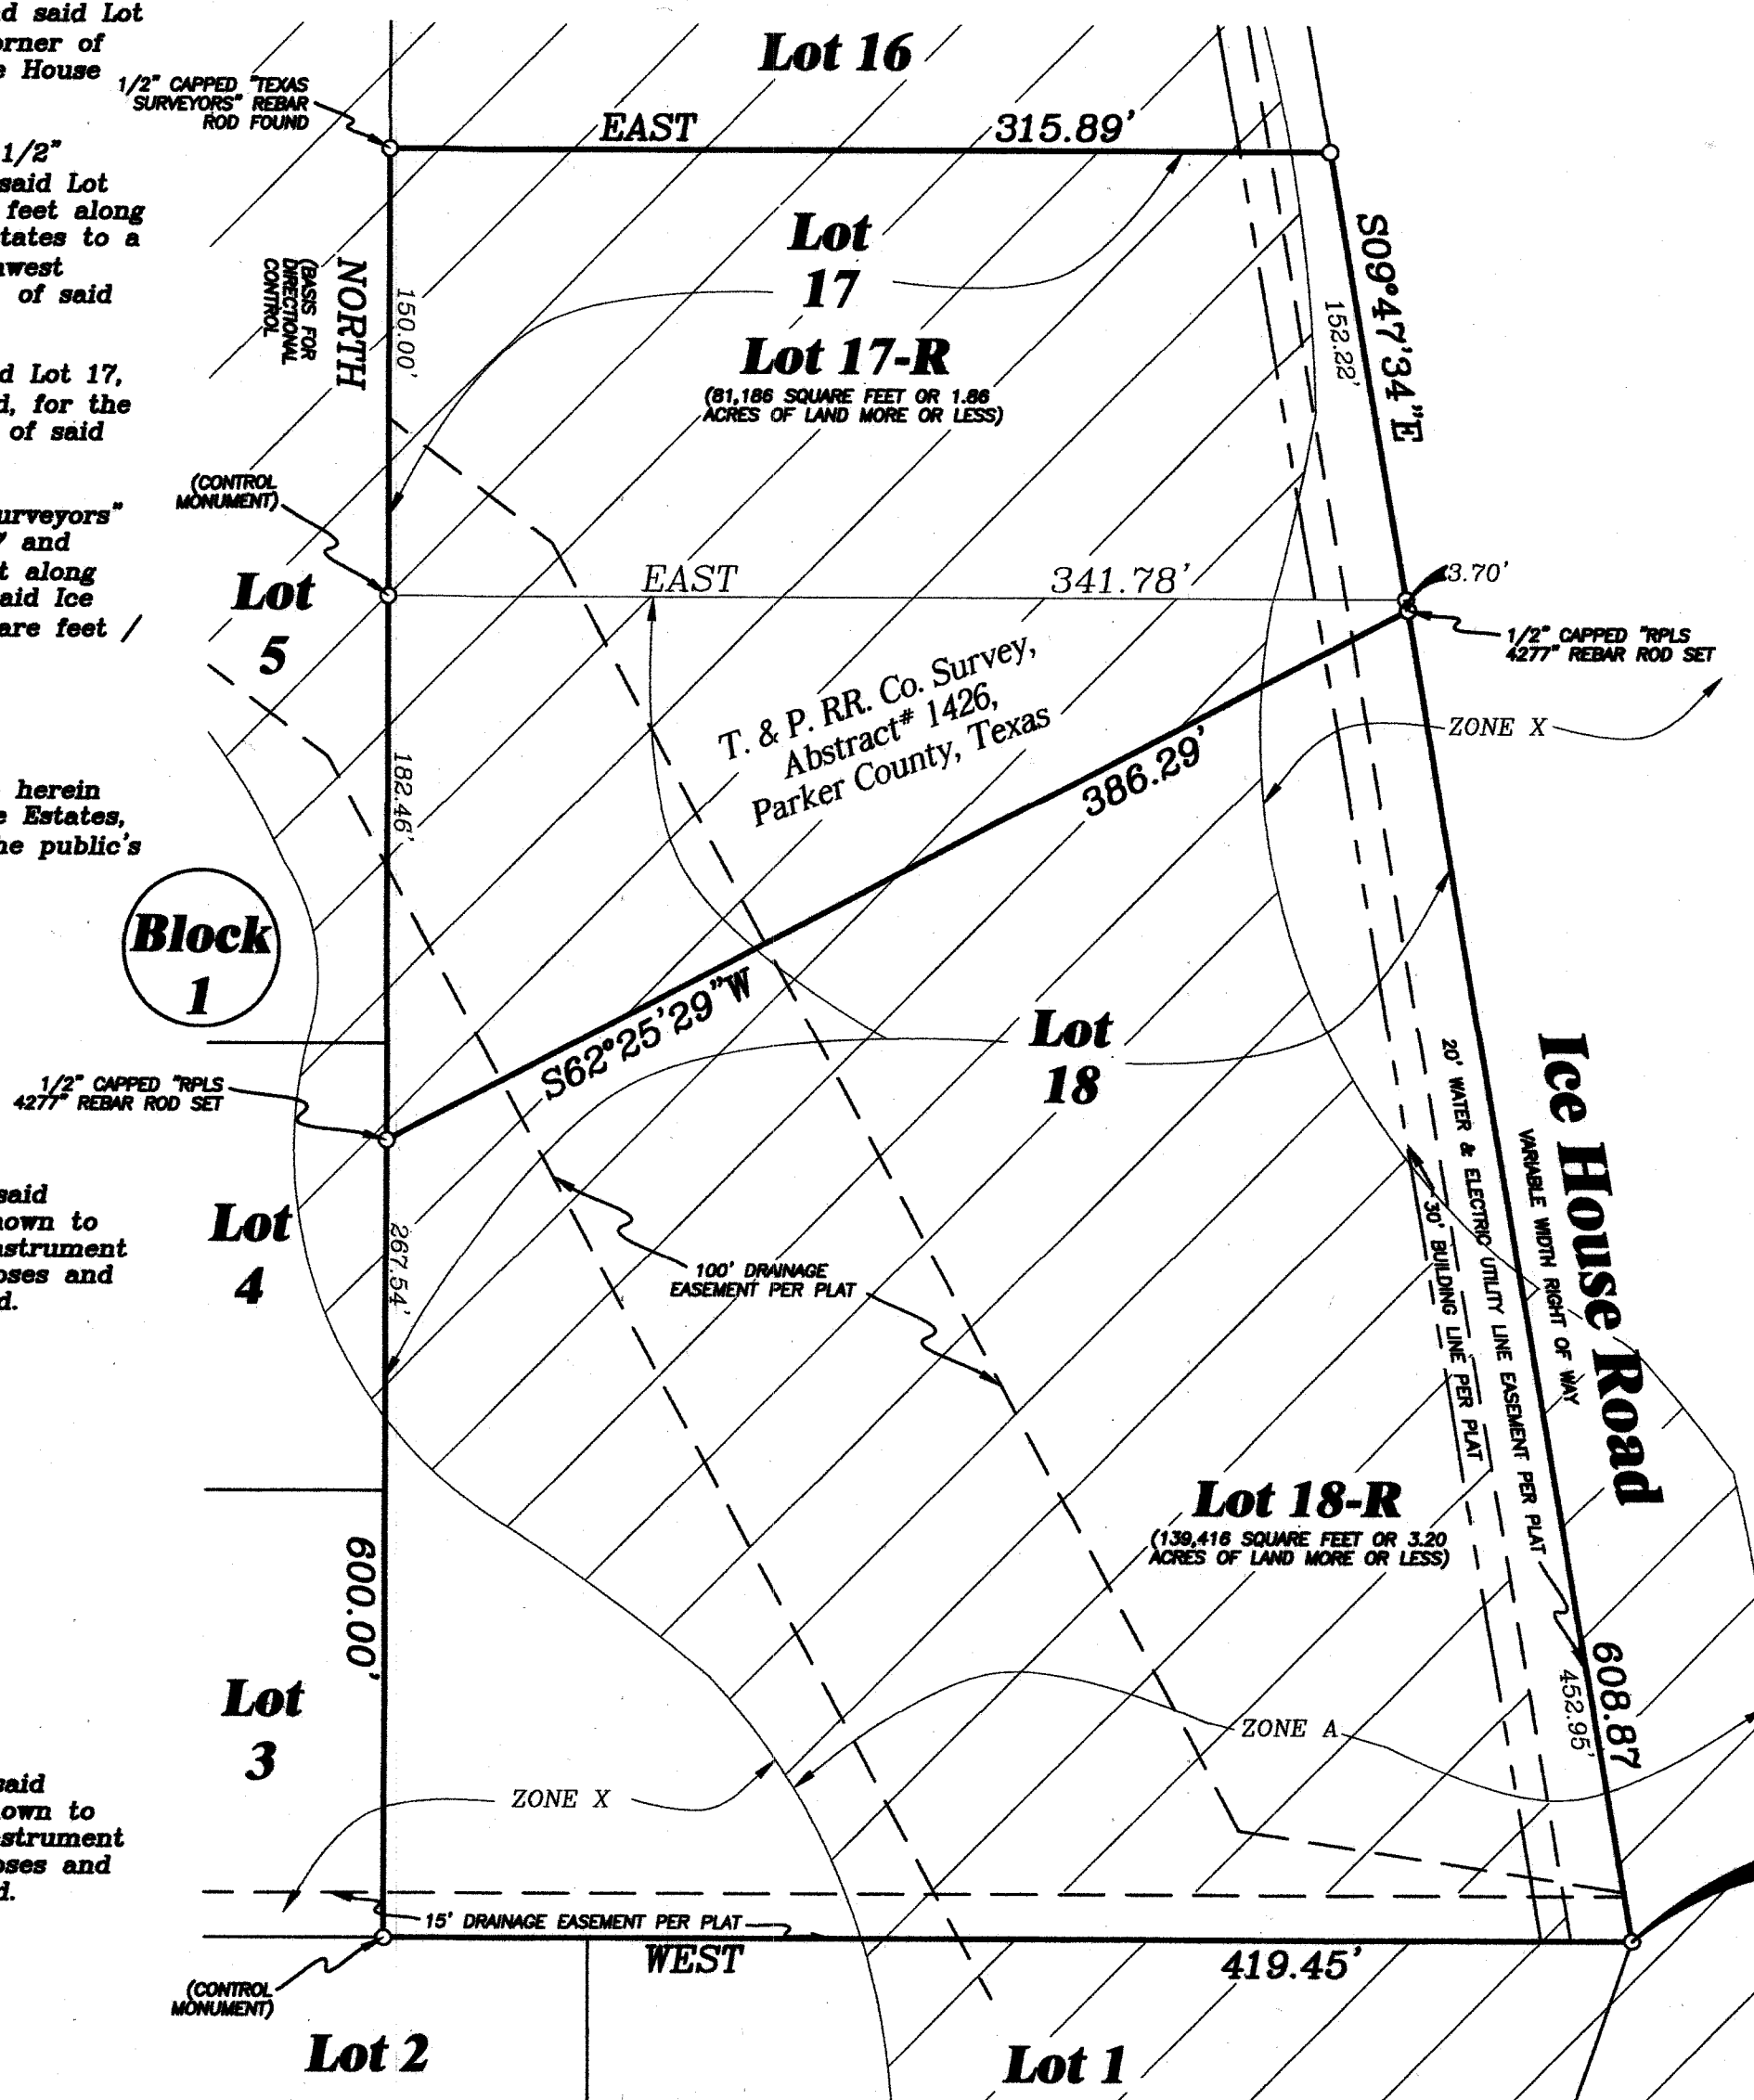 d said Lot
orner of
e House
1/2"
said Lot
feet along
tates to a
west
of said
d Lot 17,
d, for the
of said
urveyors"
7 and
t along
aid Ice
are feet /
herein
e Estates,
he public's
said
own to
nstrument
oses and
d.
said
own to
strument
oses and
d.
Lot 16
1/2" CAPPED "TEXAS
SURVEYORS" REBAR
ROD FOUND
EAST 315.89'
Lot
17
Lot 17-R
(81,186 SQUARE FEET OR 1.86
ACRES OF LAND MORE OR LESS)
NORTH
(BASIS FOR
DIRECTIONAL
CONTROL
150.00'
S09°47'34"E
152.22'
(CONTROL
MONUMENT)
EAST 341.78'
3.70'
1/2" CAPPED "RPLS
4277" REBAR ROD SET
Lot
5
T. & P. RR. Co. Survey,
Abstract# 1426,
Parker County, Texas
ZONE X
182.46'
386.29'
S62°25'29"W
Block
1
Lot
18
1/2" CAPPED "RPLS
4277" REBAR ROD SET
Ice House Road
VARIABLE WIDTH RIGHT OF WAY
20' WATER & ELECTRIC UTILITY LINE EASEMENT PER PLAT
30' BUILDING LINE PER PLAT
Lot
4
267.54'
100' DRAINAGE
EASEMENT PER PLAT
Lot 18-R
(139,416 SQUARE FEET OR 3.20
ACRES OF LAND MORE OR LESS)
600.00'
608.87
452.95'
Lot
3
ZONE A
ZONE X
15' DRAINAGE EASEMENT PER PLAT
WEST 419.45'
(CONTROL
MONUMENT)
Lot 2
Lot 1